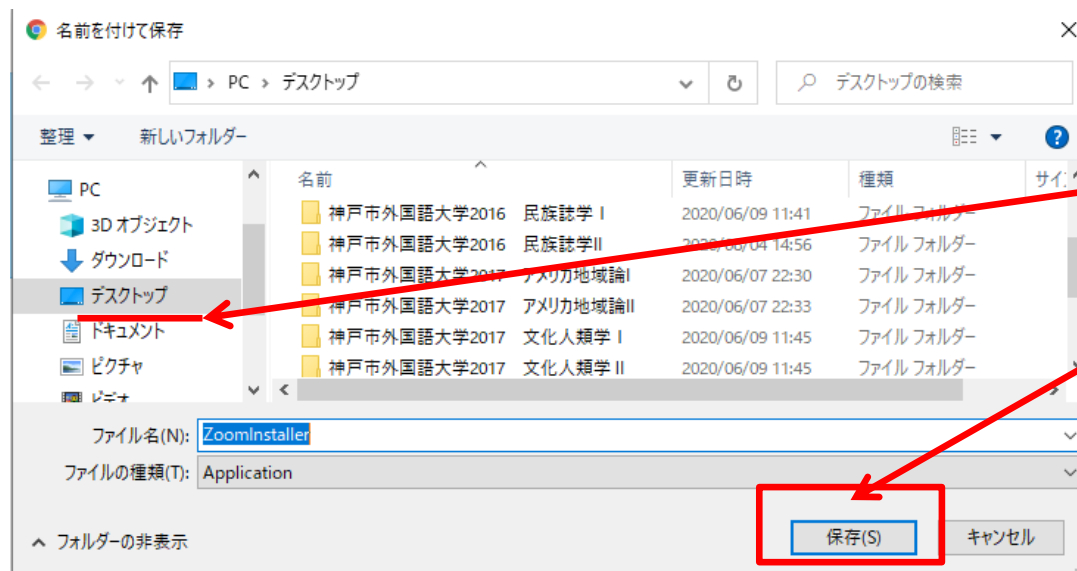 名前を付けて保存
PC › デスクトップ
デスクトップの検索
整理 新しいフォルダー
名前 更新日時 種類
PC
3D オブジェクト
ダウンロード
デスクトップ
ドキュメント
ピクチャ
ビデオ
神戸市外国語大学2016 民族誌学Ⅰ 2020/06/09 11:41 ファイル フォルダー
神戸市外国語大学2016 民族誌学II 2020/06/04 14:56 ファイル フォルダー
神戸市外国語大学2017 アメリカ地域論I 2020/06/07 22:30 ファイル フォルダー
神戸市外国語大学2017 アメリカ地域論II 2020/06/07 22:33 ファイル フォルダー
神戸市外国語大学2017 文化人類学Ⅰ 2020/06/09 11:45 ファイル フォルダー
神戸市外国語大学2017 文化人類学II 2020/06/09 11:45 ファイル フォルダー
ファイル名(N): ZoomInstaller
ファイルの種類(T): Application
フォルダーの非表示
保存(S) キャンセル